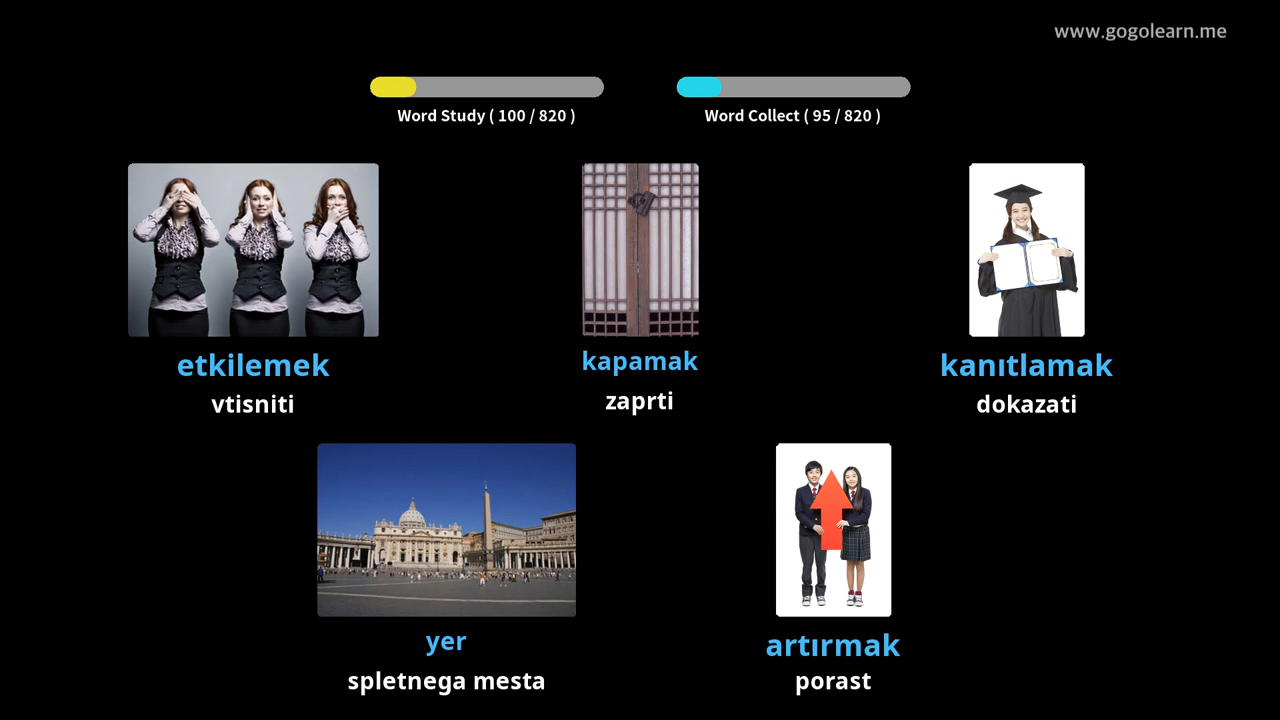 www.gogolearn.me
Word Study ( 100 / 820 )
Word Collect ( 95 / 820 )
etkilemek
vtisniti
kapamak
zaprti
kanıtlamak
dokazati
yer
spletnega mesta
artırmak
porast